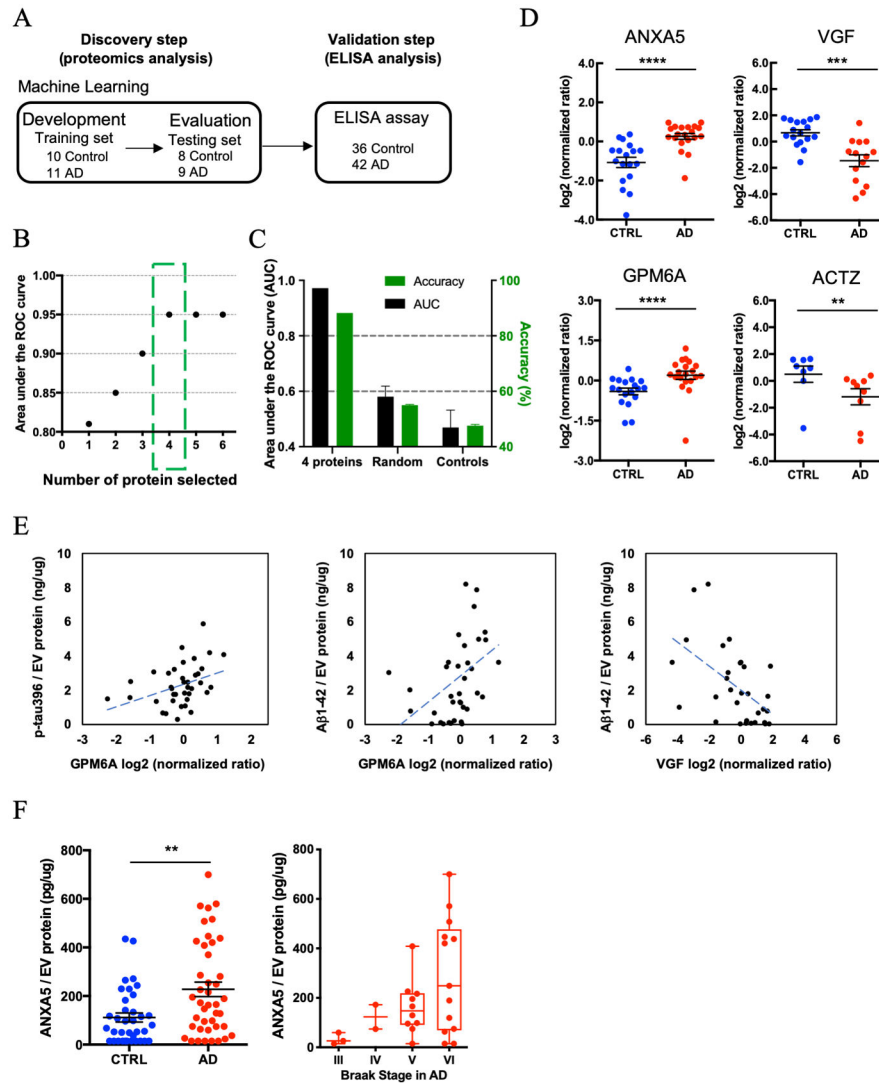 A
Discovery step
(proteomics analysis)
Validation step
(ELISA analysis)
Machine Learning
Development
Training set
10 Control
11 AD
Evaluation
Testing set
8 Control
9 AD
ELISA assay
36 Control
42 AD
B
Area under the ROC curve
1.00
0.95
0.90
0.85
0.80
0 1 2 3 4 5 6
Number of protein selected
C
Area under the ROC curve (AUC)
1.0
0.8
0.6
0.4
Accuracy
AUC
100
80
60
40
Accuracy (%)
4 proteins Random Controls
D
ANXA5
****
log2 (normalized ratio)
4.0
2.0
0.0
-2.0
-4.0
CTRL AD
VGF
***
log2 (normalized ratio)
4.0
2.0
0.0
-2.0
-4.0
-6.0
CTRL AD
GPM6A
****
log2 (normalized ratio)
3.0
1.5
0.0
-1.5
-3.0
CTRL AD
ACTZ
**
log2 (normalized ratio)
6.0
4.0
2.0
0.0
-2.0
-4.0
-6.0
CTRL AD
E
p-tau396 / EV protein (ng/ug)
10
8
6
4
2
0
-3 -2 -1 0 1 2
GPM6A log2 (normalized ratio)
Aβ1-42 / EV protein (ng/ug)
10
8
6
4
2
0
-3 -2 -1 0 1 2 3
GPM6A log2 (normalized ratio)
Aβ1-42 / EV protein (ng/ug)
10
8
6
4
2
0
-6 -4 -2 0 2 4 6
VGF log2 (normalized ratio)
F
ANXA5 / EV protein (pg/ug)
800
600
400
200
0
**
CTRL AD
ANXA5 / EV protein (pg/ug)
800
600
400
200
0
III IV V VI
Braak Stage in AD